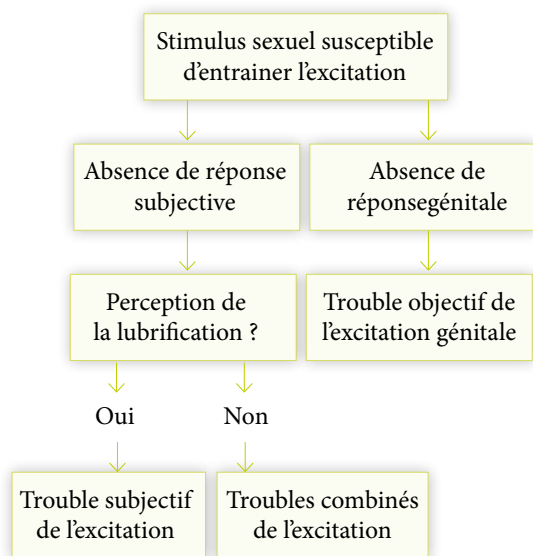 Stimulus sexuel susceptible
d'entrainer l'excitation
Absence de réponse
subjective
Absence de
réponsegénitale
Perception de
la lubrification ?
Trouble objectif de
l'excitation génitale
Oui
Non
Trouble subjectif
de l'excitation
Troubles combinés
de l'excitation